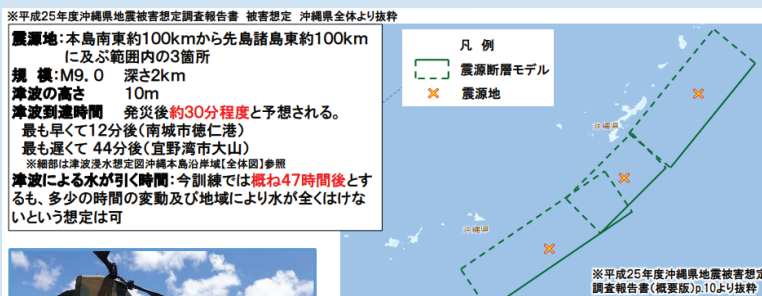 ※平成25年度沖縄県地震被害想定調査報告書 被害想定 沖縄県全体より抜粋
震源地:本島南東約100kmから先島諸島東約100km
に及ぶ範囲内の3箇所
規 模:M9.0 深さ2km
津波の高さ 10m
津波到達時間 発災後約30分程度と予想される。
最も早くて12分後(南城市徳仁港)
最も遅くて 44分後(宜野湾市大山)
※細部は津波浸水想定図沖縄本島沿岸域【全体図】参照
津波による水が引く時間:今訓練では概ね47時間後とす
るも、多少の時間の変動及び地域により水が全くはけな
いという想定は可
凡 例
震源断層モデル
震源地
沖縄県
沖縄県
※平成25年度沖縄県地震被害想定
調査報告書(概要版)p.10より抜粋